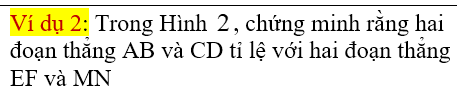 Ví dụ 2: Trong Hình 2, chứng minh rằng hai
đoạn thẳng AB và CD tỉ lệ với hai đoạn thẳng
EF và MN